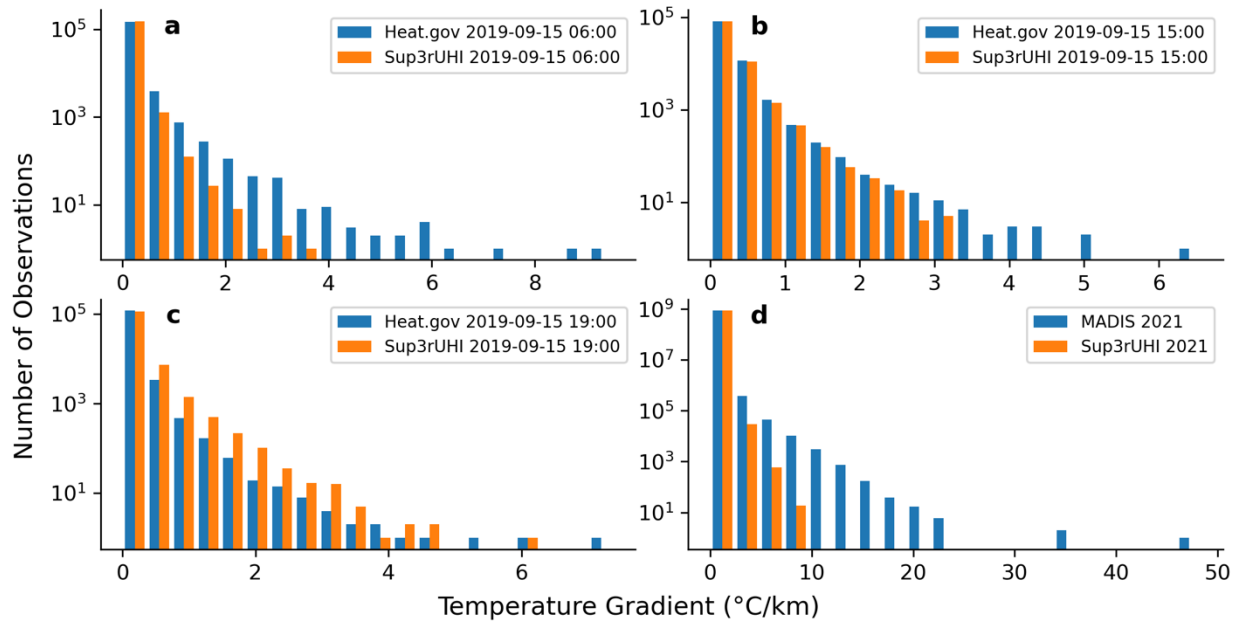 Number of Observations
a
Heat.gov 2019-09-15 06:00
Sup3rUHI 2019-09-15 06:00
10^5
10^3
10^1
0 2 4 6 8
b
Heat.gov 2019-09-15 15:00
Sup3rUHI 2019-09-15 15:00
10^5
10^3
10^1
0 1 2 3 4 5 6
c
Heat.gov 2019-09-15 19:00
Sup3rUHI 2019-09-15 19:00
10^5
10^3
10^1
0 2 4 6
d
MADIS 2021
Sup3rUHI 2021
10^9
10^7
10^5
10^3
10^1
0 10 20 30 40 50
Temperature Gradient (°C/km)